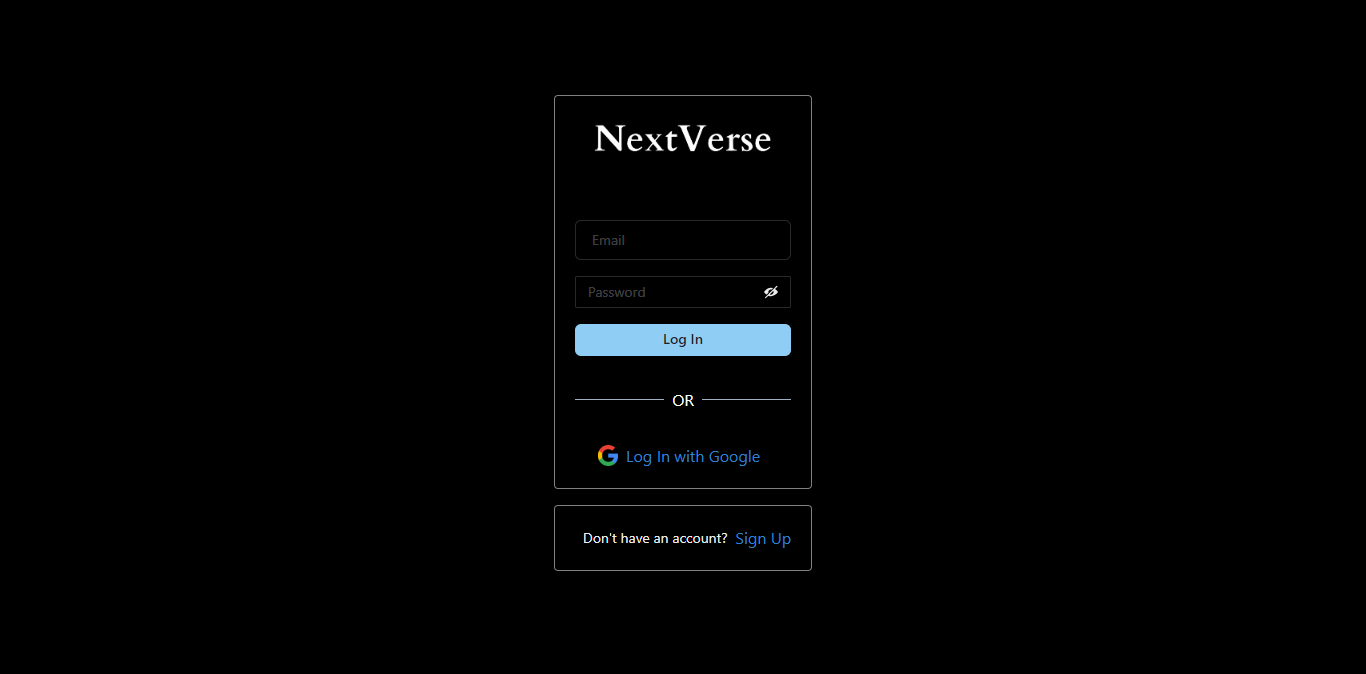 NextVerse
Email
Password
Log In
OR
Log In with Google
Don't have an account? Sign Up